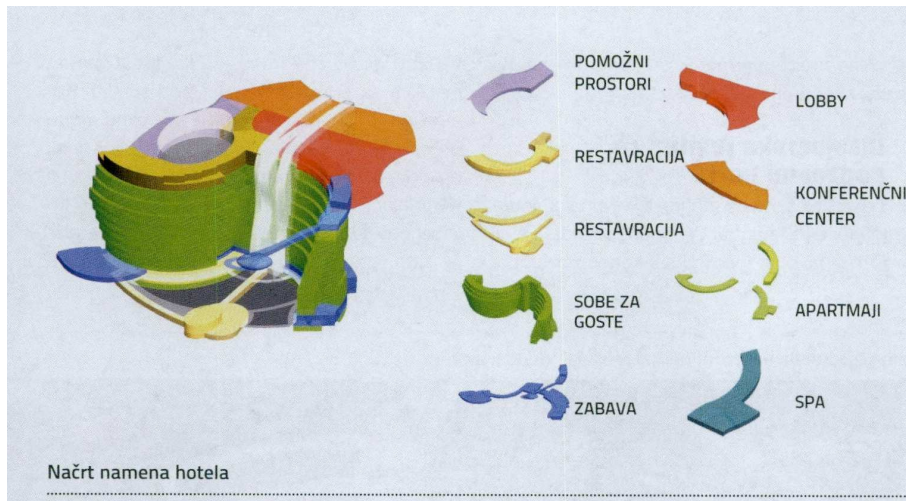 POMOŽNI
PROSTORI
RESTAVRACIJA
RESTAVRACIJA
SOBE ZA
GOSTE
ZABAVA
LOBBY
KONFERENČNI
CENTER
APARTMAJI
SPA
Načrt namena hotela